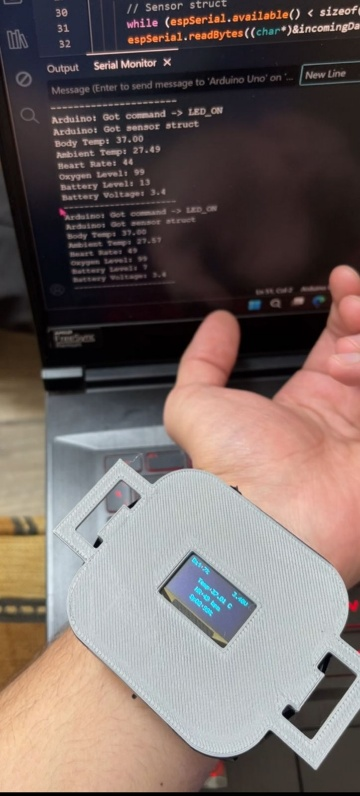 30
// Sensor struct
31 while (espSerial.available() < sizeof(
32 espSerial.readBytes((char*)&incomingDa
Output Serial Monitor ×
Message (Enter to send message to 'Arduino Uno' on '...
New Line
------------------------
Arduino: Got command -> LED_ON
Arduino: Got sensor struct
Body Temp: 37.00
Ambient Temp: 27.49
Heart Rate: 44
Oxygen Level: 99
Battery Level: 13
Battery Voltage: 3.4
------------------------
Arduino: Got command -> LED_ON
Arduino: Got sensor struct
Body Temp: 37.00
Ambient Temp: 27.57
Heart Rate: 49
Oxygen Level: 99
Battery Level: 7
Battery Voltage: 3.4
------------------------
AMD
FreeSync